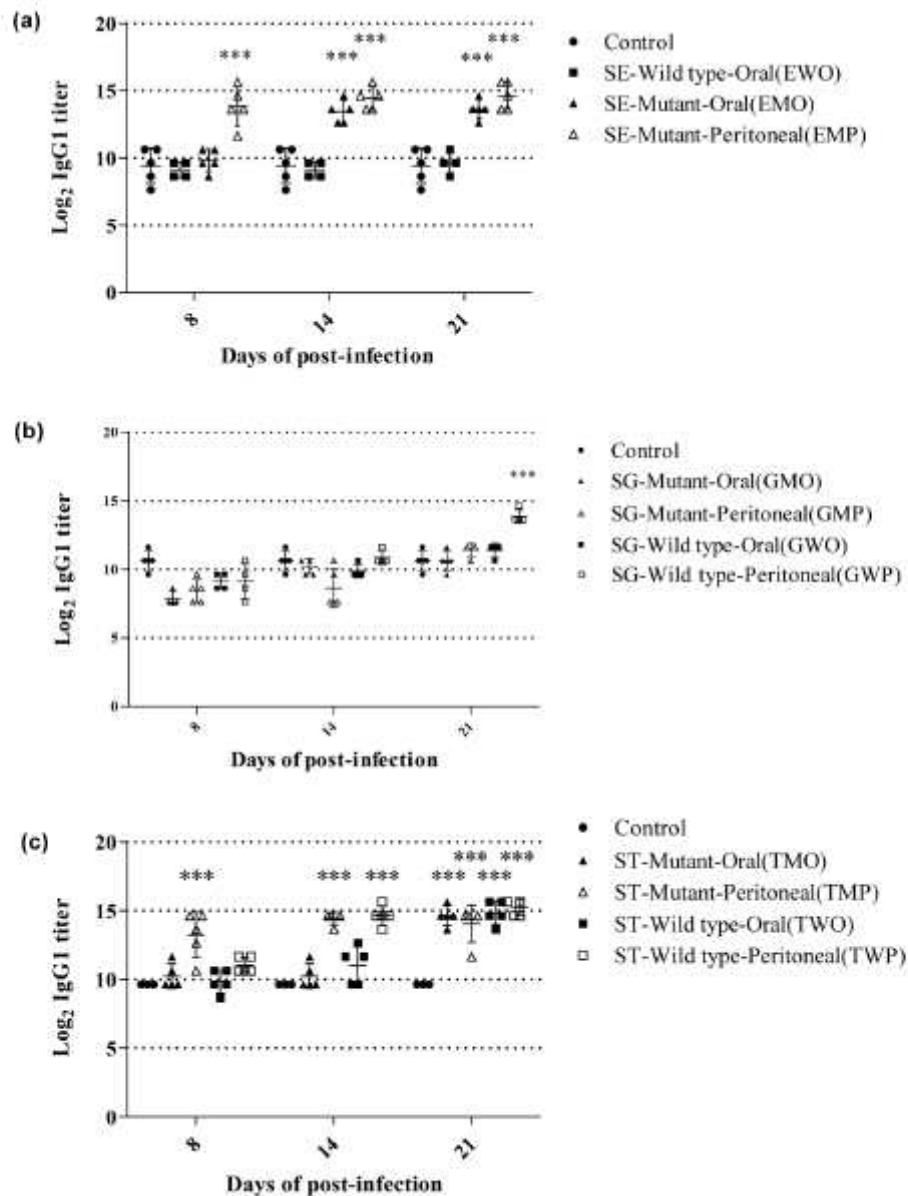 (a)
20
15
10
5
0
Log2 IgG1 titer
*** *** *** *** ***
8 14 21
Days of post-infection
Control
SE-Wild type-Oral(EWO)
SE-Mutant-Oral(EMO)
SE-Mutant-Peritoneal(EMP)
(b)
20
15
10
5
0
Log2 IgG1 titer
***
8 14 21
Days of post-infection
Control
SG-Mutant-Oral(GMO)
SG-Mutant-Peritoneal(GMP)
SG-Wild type-Oral(GWO)
SG-Wild type-Peritoneal(GWP)
(c)
20
15
10
5
0
Log2 IgG1 titer
*** *** *** *** *** *** ***
8 14 21
Days of post-infection
Control
ST-Mutant-Oral(TMO)
ST-Mutant-Peritoneal(TMP)
ST-Wild type-Oral(TWO)
ST-Wild type-Peritoneal(TWP)